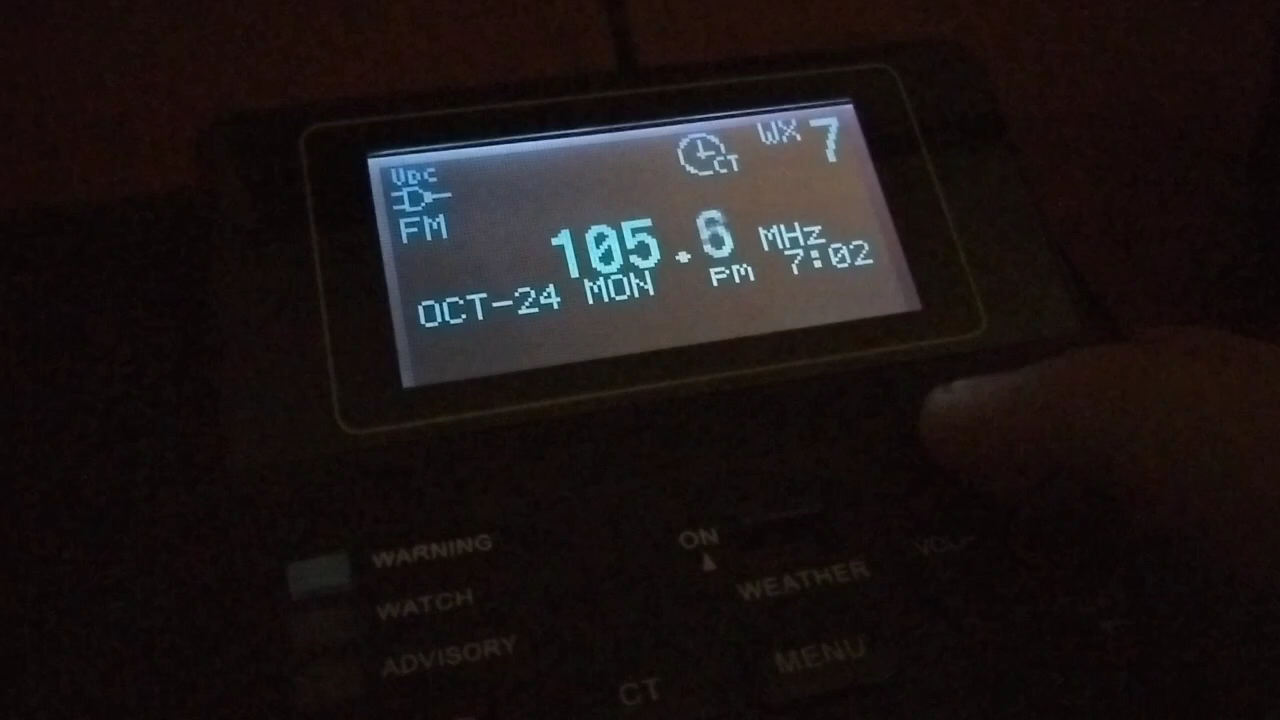 WX 7
CT
VDC
FM
105.6 MHz
OCT-24 MON PM 7:02
WARNING
ON
WATCH
WEATHER
ADVISORY
MENU
CT